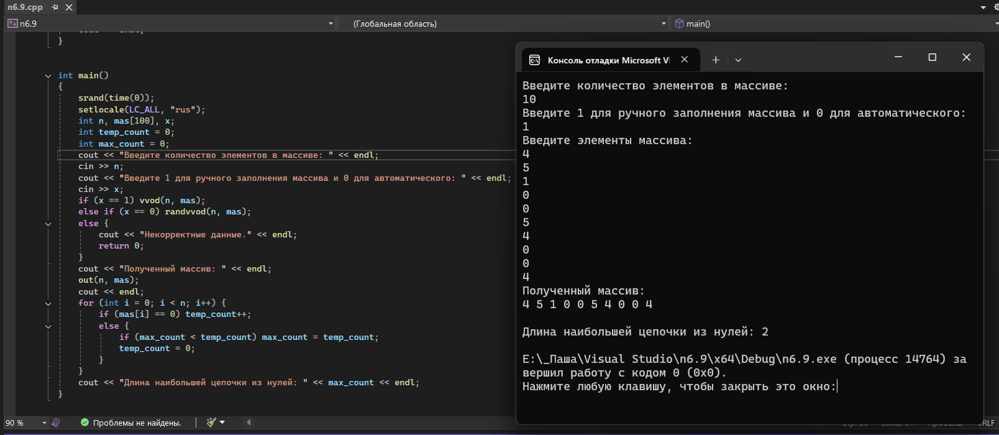 n6.9.cpp
n6.9
(Глобальная область)
main()
}
int main()
{
srand(time(0));
setlocale(LC_ALL, "rus");
int n, mas[100], x;
int temp_count = 0;
int max_count = 0;
cout << "Введите количество элементов в массиве: " << endl;
cin >> n;
cout << "Введите 1 для ручного заполнения массива и 0 для автоматического: " << endl;
cin >> x;
if (x == 1) vvod(n, mas);
else if (x == 0) randvvod(n, mas);
else {
cout << "Некорректные данные." << endl;
return 0;
}
cout << "Полученный массив: " << endl;
out(n, mas);
cout << endl;
for (int i = 0; i < n; i++) {
if (mas[i] == 0) temp_count++;
else {
if (max_count < temp_count) max_count = temp_count;
temp_count = 0;
}
}
cout << "Длина наибольшей цепочки из нулей: " << max_count << endl;
}
90 %
Проблемы не найдены.
CRLF
Консоль отладки Microsoft Vi
Введите количество элементов в массиве:
10
Введите 1 для ручного заполнения массива и 0 для автоматического:
1
Введите элементы массива:
4
5
1
0
0
5
4
0
0
4
Полученный массив:
4 5 1 0 0 5 4 0 0 4
Длина наибольшей цепочки из нулей: 2
E:\_Паша\Visual Studio\n6.9\x64\Debug\n6.9.exe (процесс 14764) за
вершил работу с кодом 0 (0x0).
Нажмите любую клавишу, чтобы закрыть это окно: